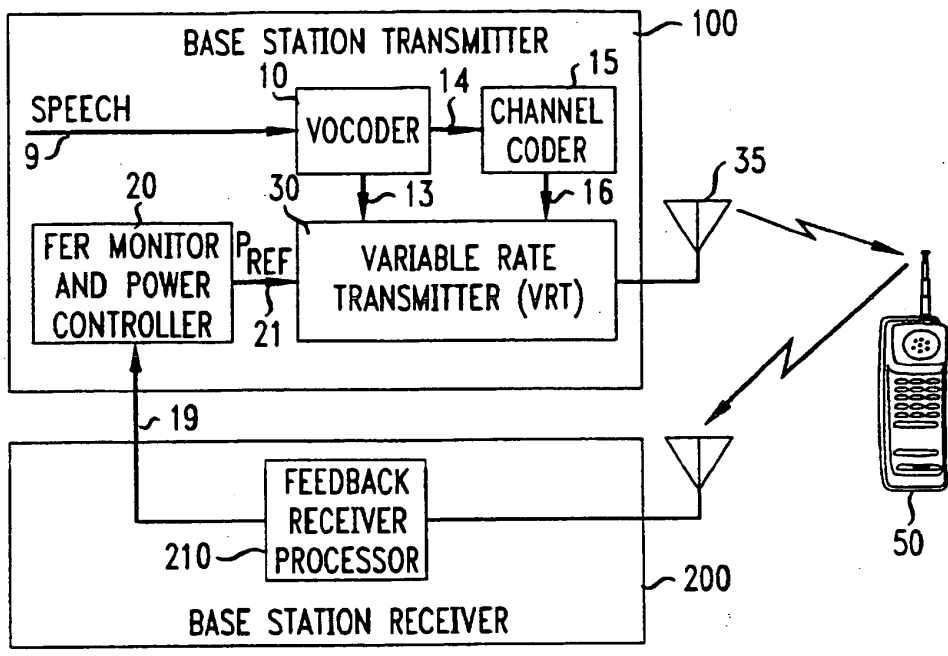 BASE STATION TRANSMITTER
100
10
14
15
SPEECH
9
VOCODER
CHANNEL
CODER
20
30
13
16
35
FER MONITOR
AND POWER
CONTROLLER
PREF
21
VARIABLE RATE
TRANSMITTER (VRT)
19
FEEDBACK
RECEIVER
PROCESSOR
210
50
200
BASE STATION RECEIVER